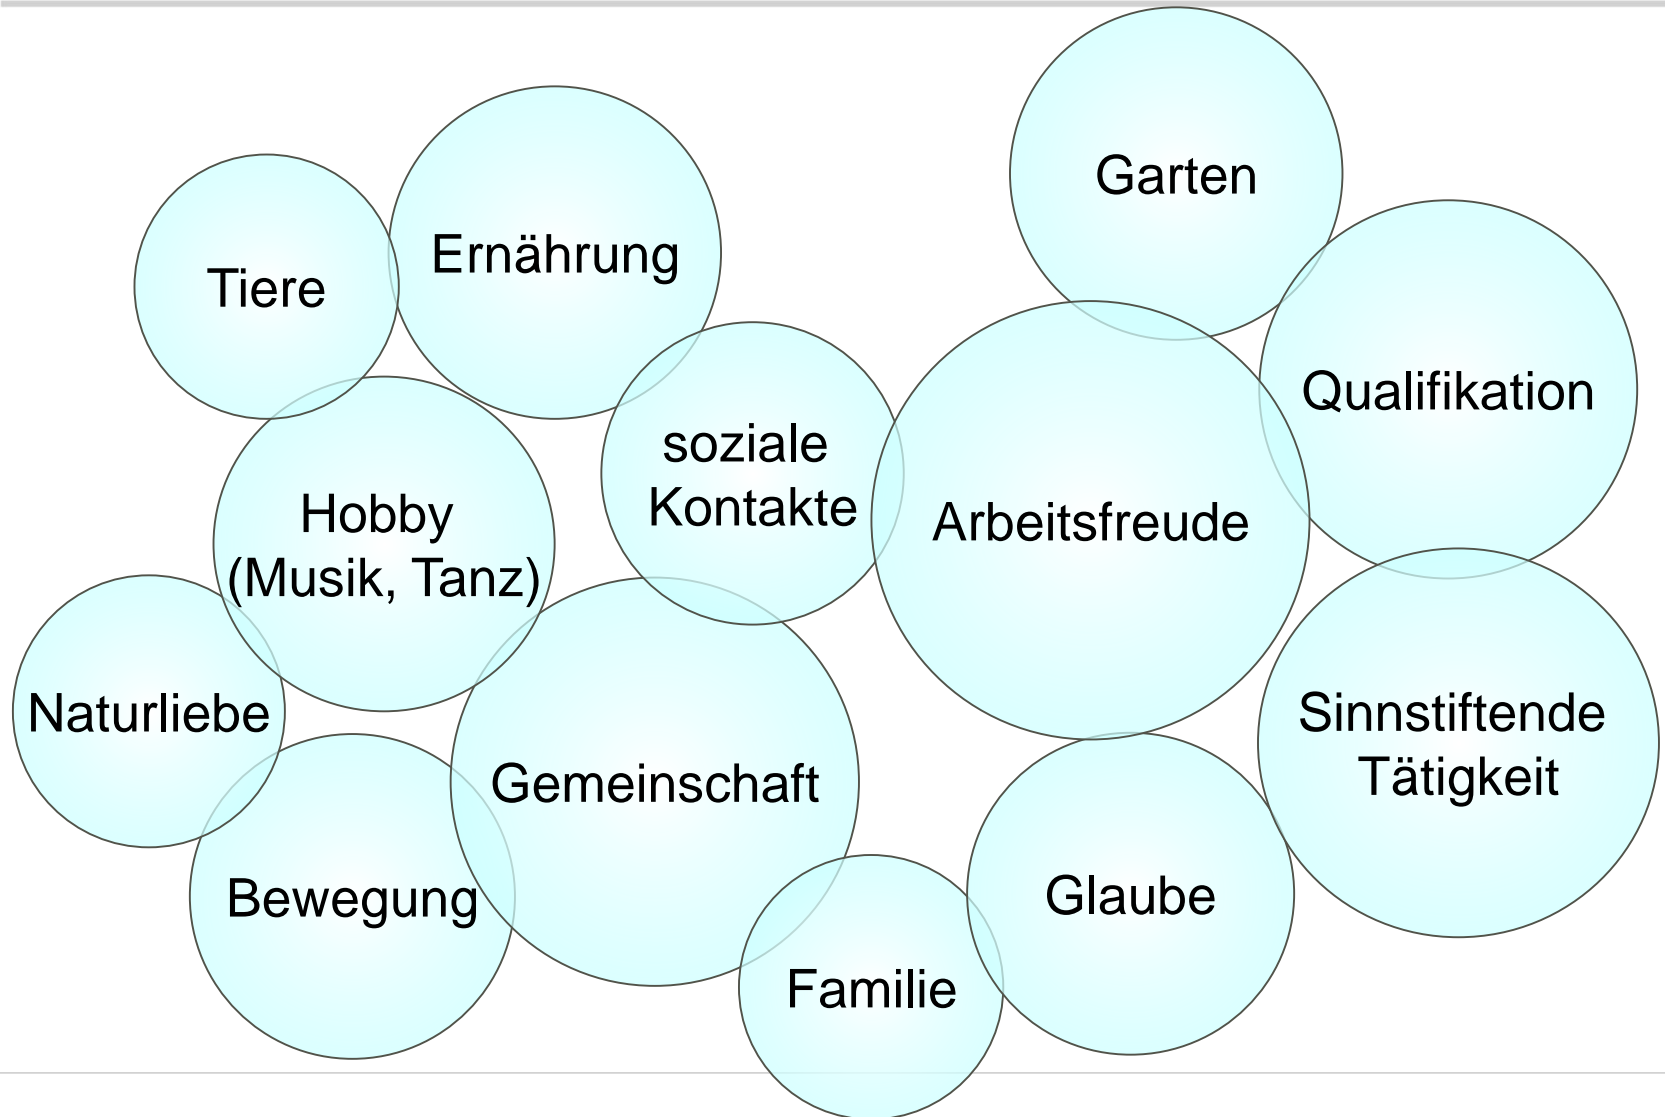 Garten
Ernährung
Tiere
Qualifikation
soziale
Kontakte
Arbeitsfreude
Hobby
(Musik, Tanz)
Naturliebe
Sinnstiftende
Tätigkeit
Gemeinschaft
Bewegung
Glaube
Familie